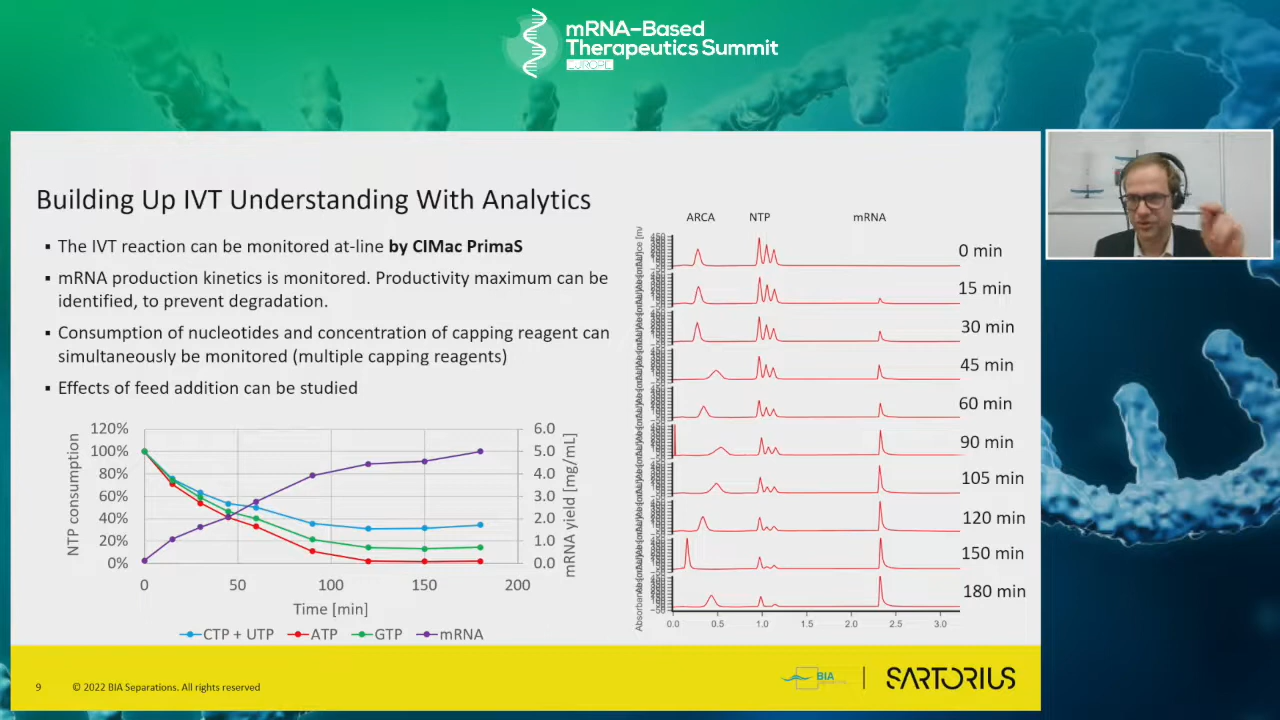 mRNA–Based
Therapeutics Summit
EUROPE
Building Up IVT Understanding With Analytics
▪ The IVT reaction can be monitored at-line by CIMac PrimaS
▪ mRNA production kinetics is monitored. Productivity maximum can be
identified, to prevent degradation.
▪ Consumption of nucleotides and concentration of capping reagent can
simultaneously be monitored (multiple capping reagents)
▪ Effects of feed addition can be studied
NTP consumption
120%
100%
80%
60%
40%
20%
0%
6.0
5.0
4.0
3.0
2.0
1.0
0.0
mRNA yield [mg/mL]
0 50 100 150 200
Time [min]
CTP + UTP ATP GTP mRNA
ARCA NTP mRNA
0 min
15 min
30 min
45 min
60 min
90 min
105 min
120 min
150 min
180 min
0.0 0.5 1.0 1.5 2.0 2.5 3.0
9 © 2022 BIA Separations. All rights reserved
BIA
SARTORIUS